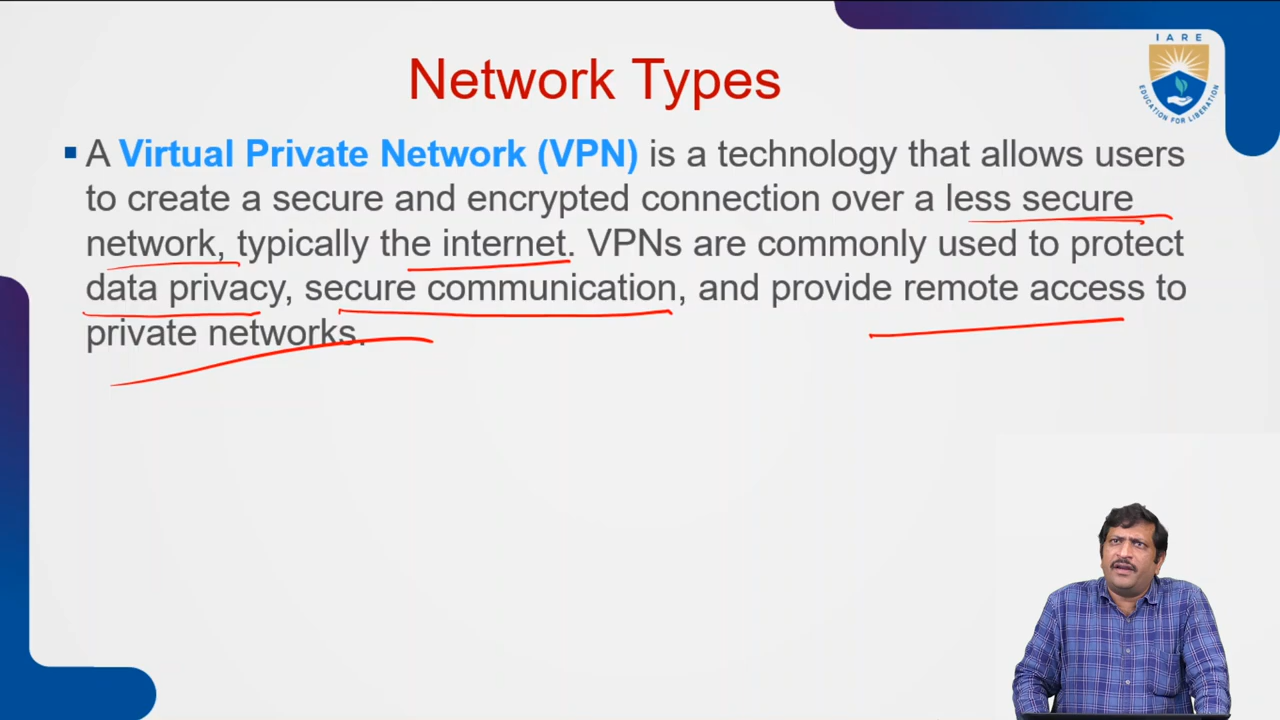 IARE
EDUCATION FOR LIBERATION
Network Types
▪ A Virtual Private Network (VPN) is a technology that allows users
to create a secure and encrypted connection over a less secure
network, typically the internet. VPNs are commonly used to protect
data privacy, secure communication, and provide remote access to
private networks.